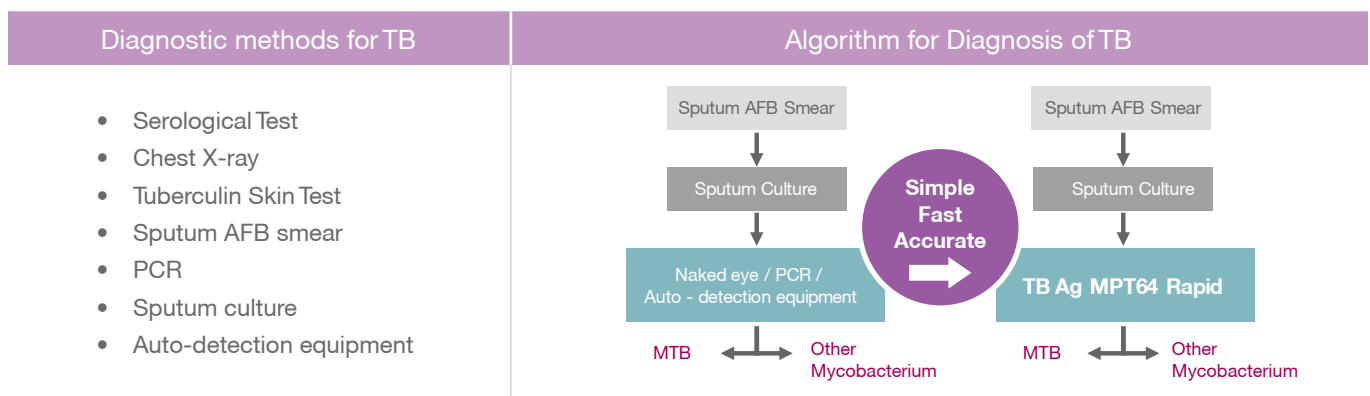 Diagnostic methods for TB
Algorithm for Diagnosis of TB
• Serological Test
• Chest X-ray
• Tuberculin Skin Test
• Sputum AFB smear
• PCR
• Sputum culture
• Auto-detection equipment
Sputum AFB Smear
Sputum Culture
Naked eye / PCR /
Auto - detection equipment
MTB
Other
Mycobacterium
Simple
Fast
Accurate
Sputum AFB Smear
Sputum Culture
TB Ag MPT64 Rapid
MTB
Other
Mycobacterium